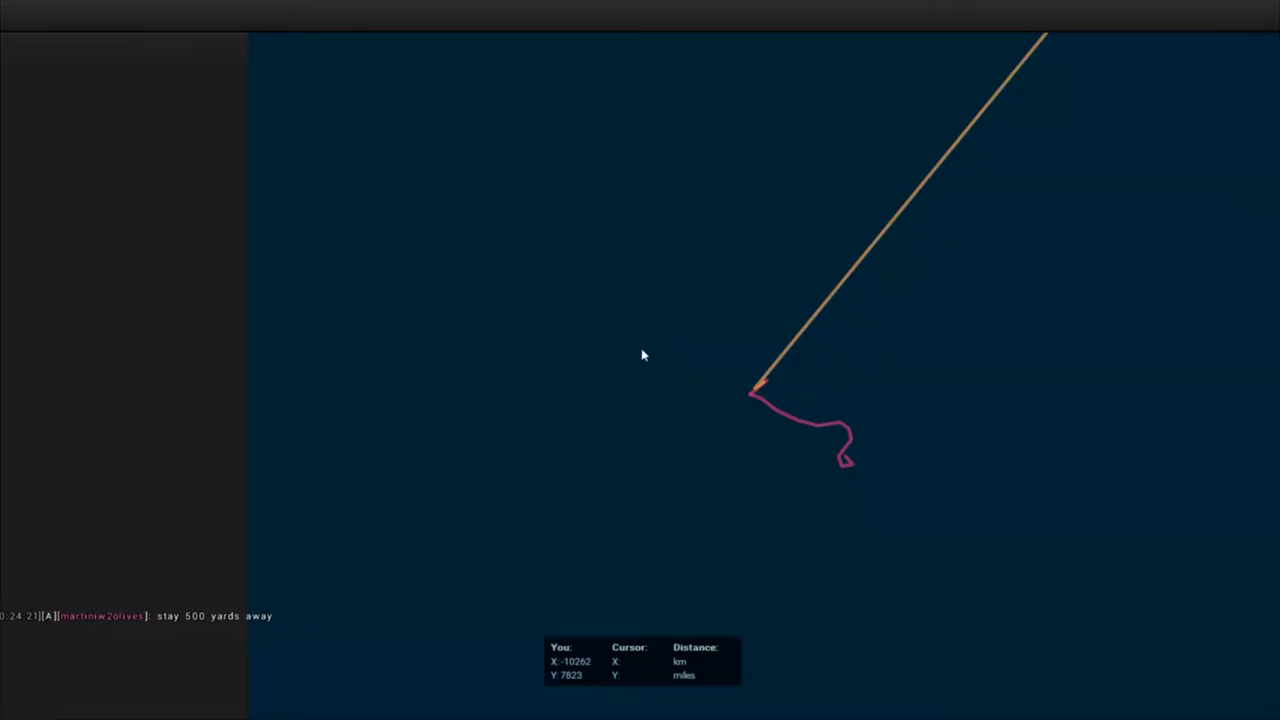 0:24:21][A][martiniw2olives]: stay 500 yards away
You: Cursor: Distance:
X: -10262 X: km
Y: 7823 Y: miles